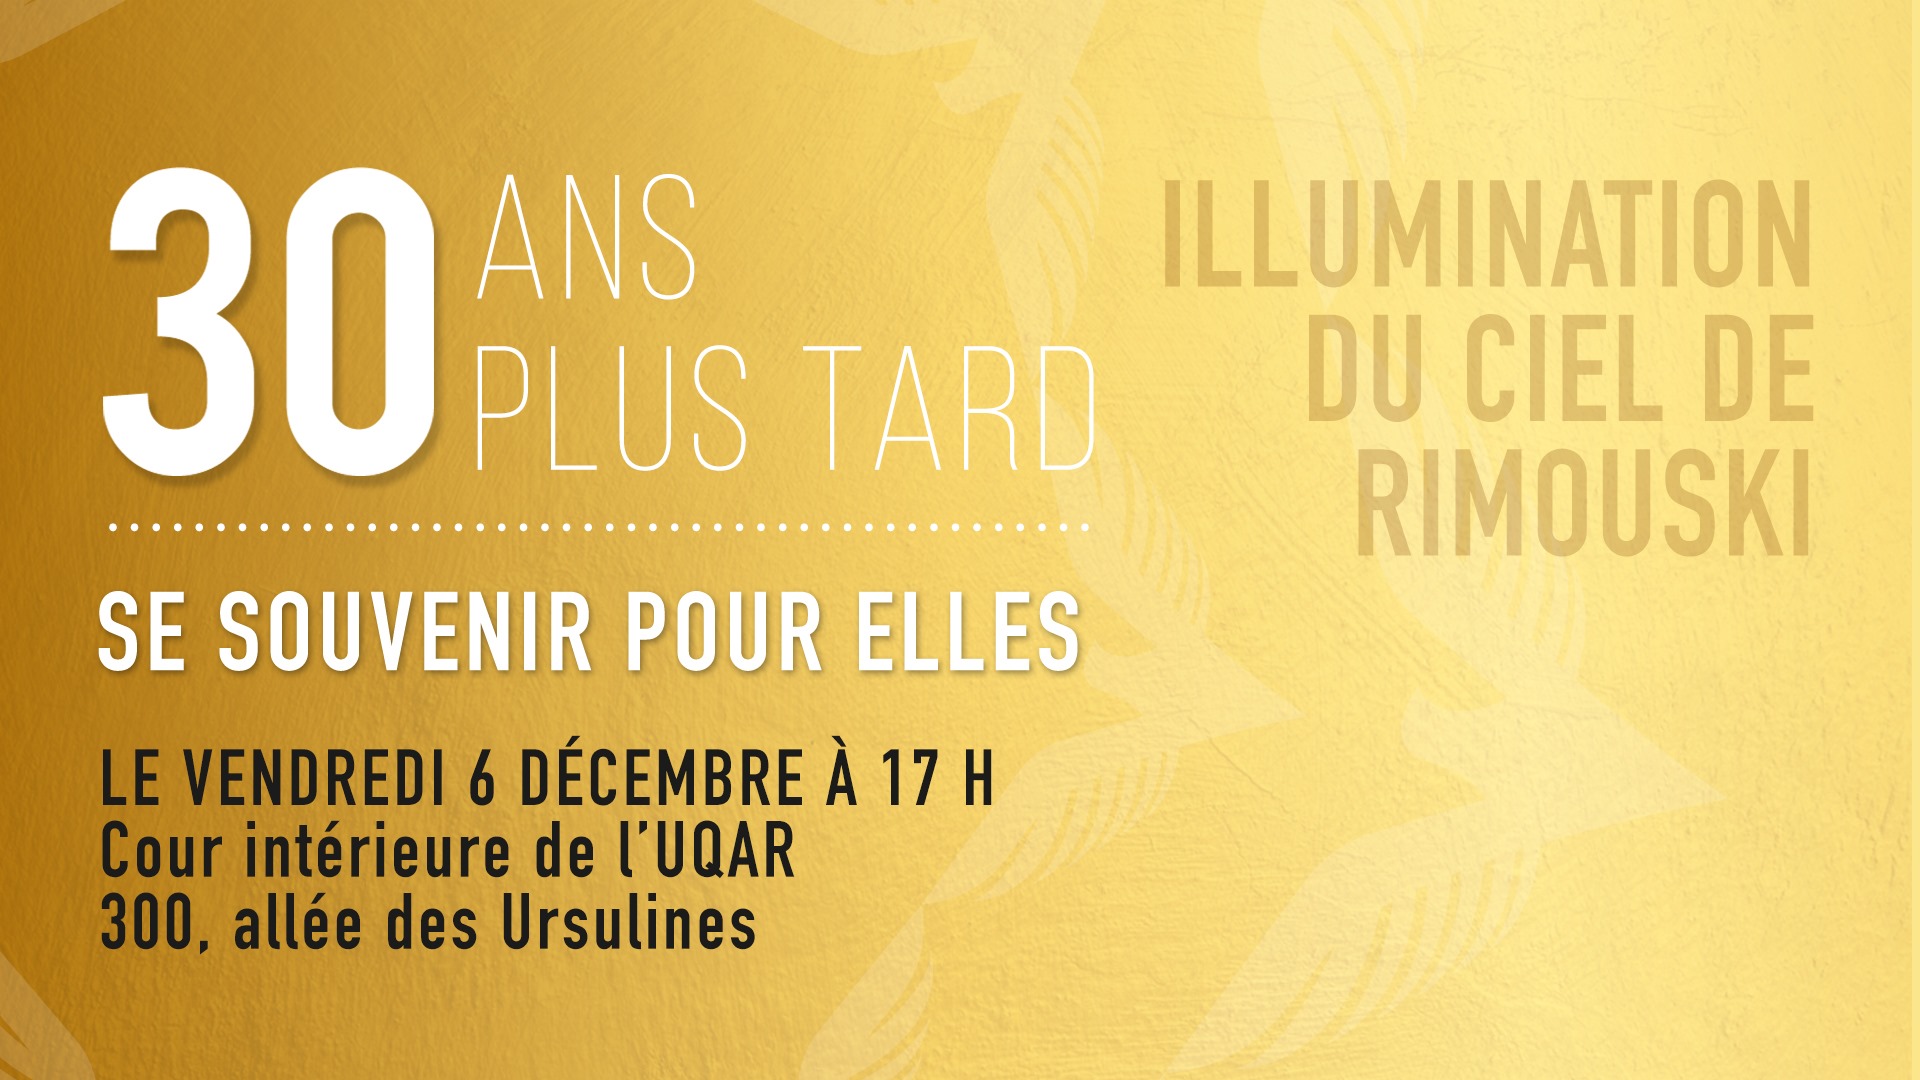 30 ANS
PLUS TARD
SE SOUVENIR POUR ELLES
LE VENDREDI 6 DÉCEMBRE À 17 H
Cour intérieure de l'UQAR
300, allée des Ursulines
ILLUMINATION
DU CIEL DE
RIMOUSKI